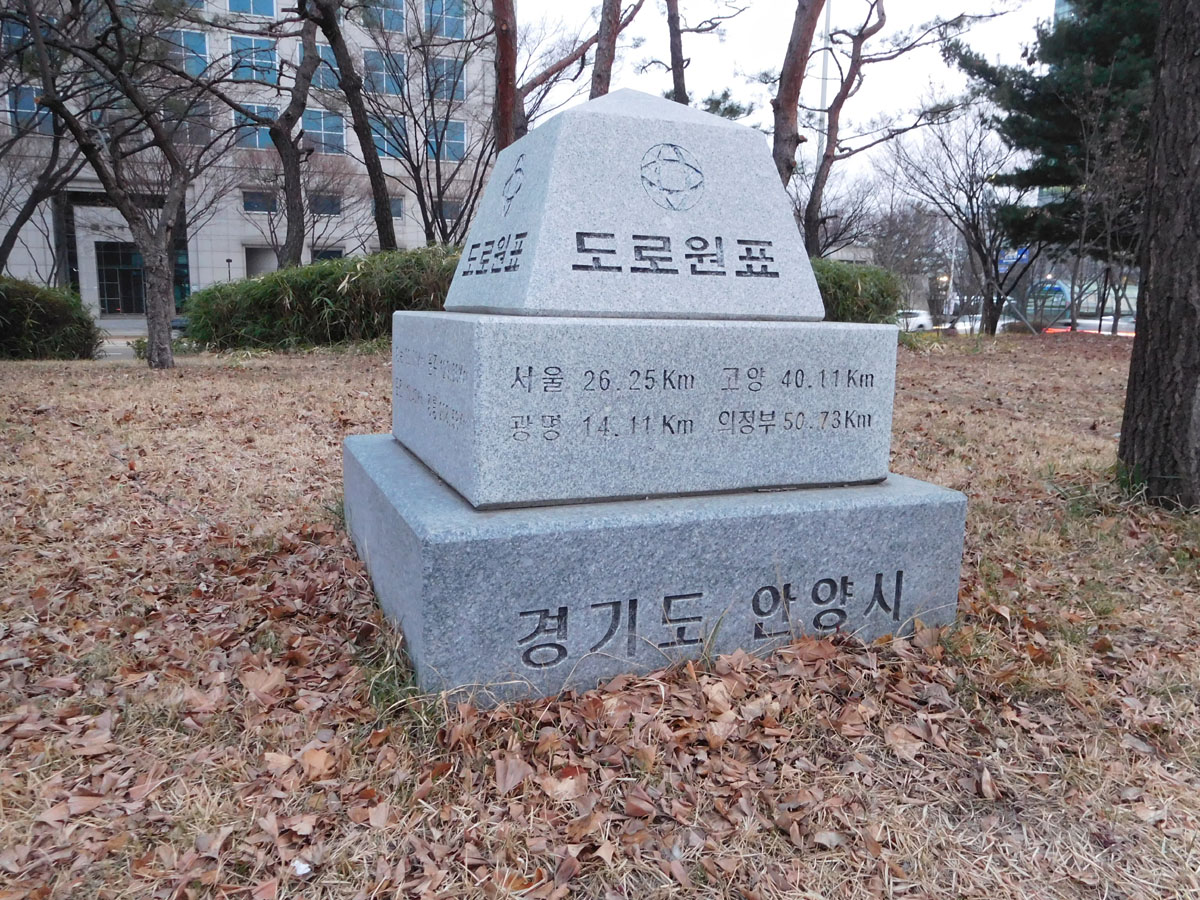 도로원표
도로원표
서울 26.25Km 고양 40.11Km
광명 14.11Km 의정부 50.73Km
경기도 안양시